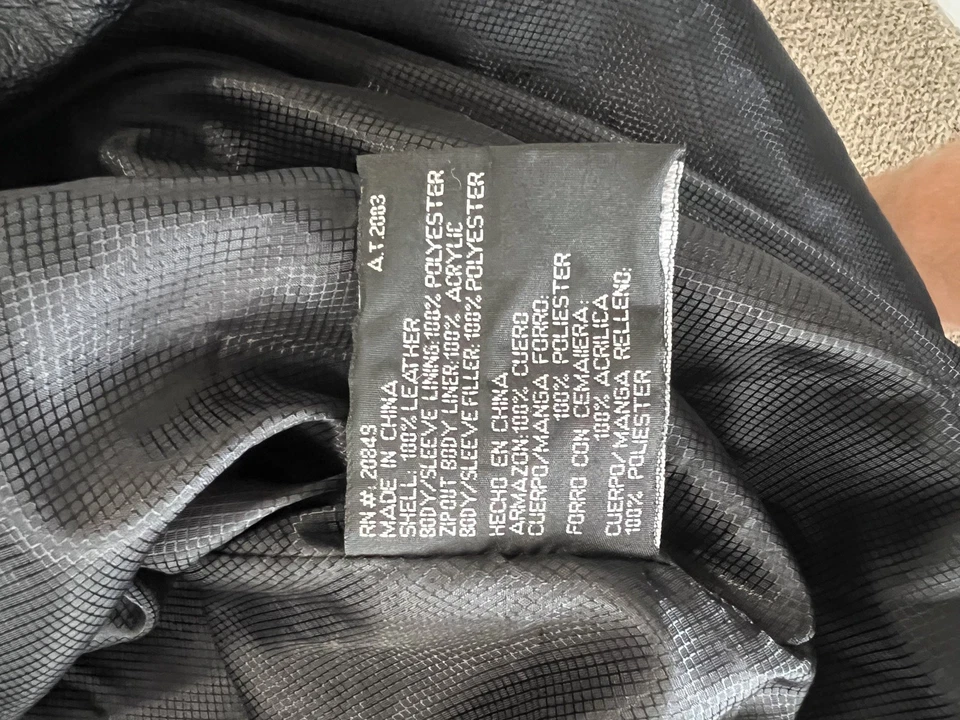 A.T.2003
RN#: 20849
MADE IN CHINA
SHELL: 100% LEATHER
BODY/SLEEVE LINING:100% POLYESTER
ZIPOUT BODY LINER:100% ACRYLIC
BODY/SLEEVE FILLER: 100% POLYESTER
HECHO EN CHINA
ARMAZON:100% CUERO
CUERPO/MANGA FORRO:
100% POLIESTER
FORRO CON CEMAllERA:
100% ACRILICA
CUERPO/MANGA RELLENO:
100% POLIESTER